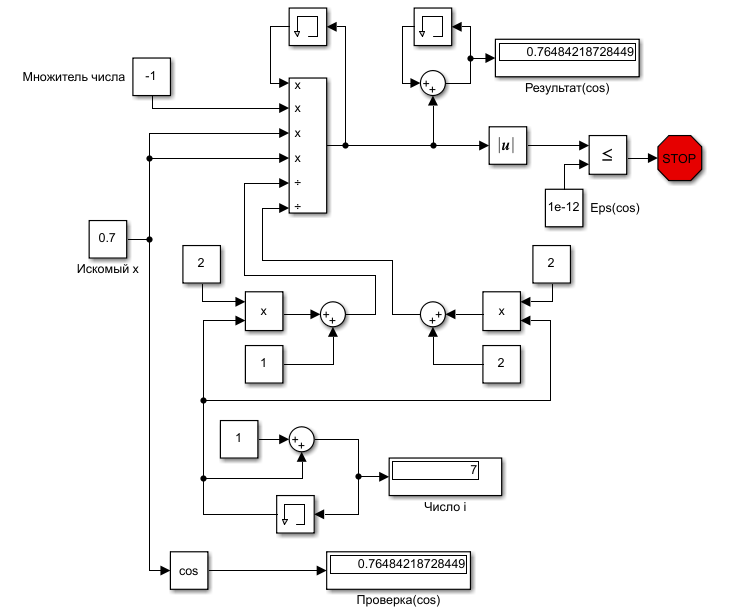 0.76484218728449
Результат(cos)
Множитель числа
-1
x
x
x
x
÷
÷
+
+
|u|
≤
STOP
1e-12
Eps(cos)
0.7
Искомый x
2
2
x
+
+
+
+
x
1
2
1
+
+
7
Число i
cos
0.76484218728449
Проверка(cos)